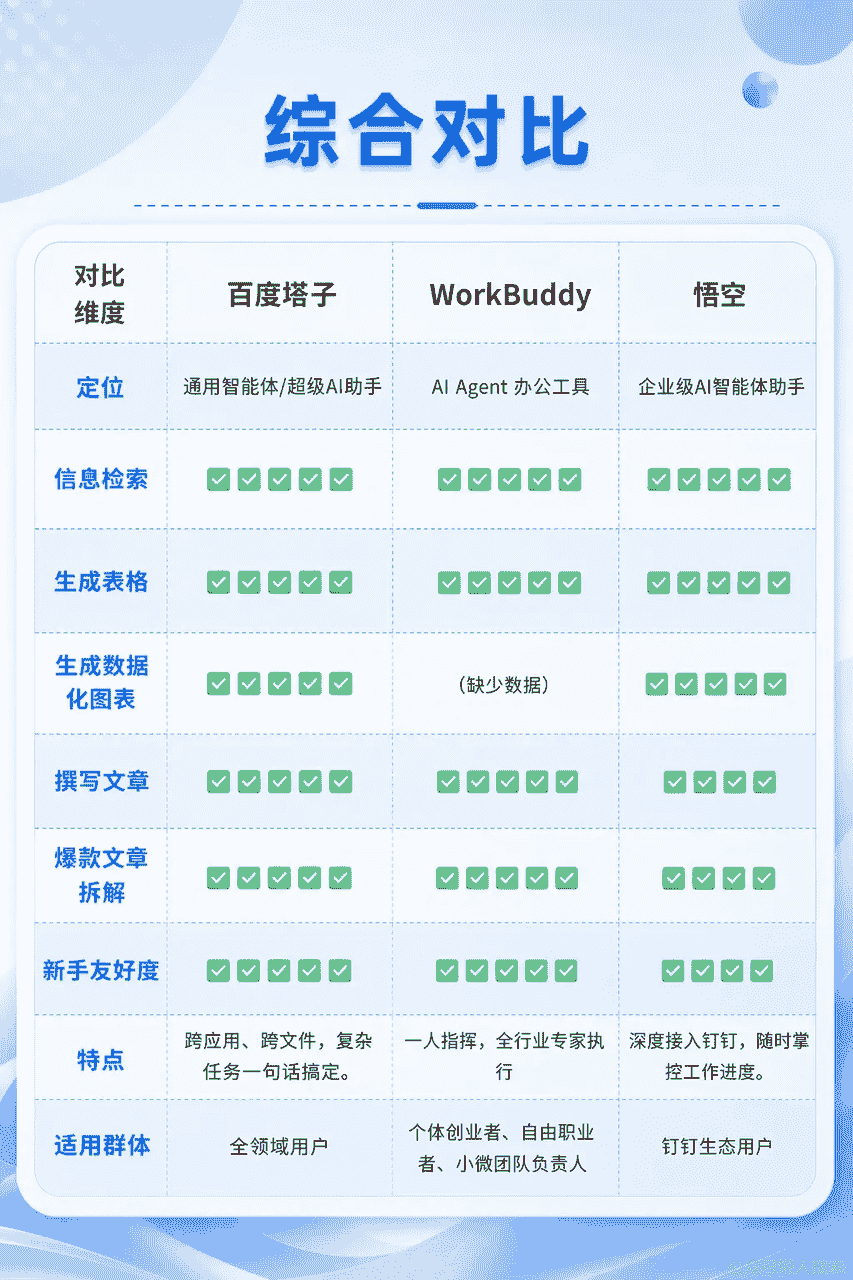 综合对比
对比
维度
百度塔子
WorkBuddy
悟空
定位
通用智能体/超级AI助手
AI Agent 办公工具
企业级AI智能体助手
信息检索
✅✅✅✅✅
✅✅✅✅✅
✅✅✅✅✅
生成表格
✅✅✅✅✅
✅✅✅✅✅
✅✅✅✅✅
生成数据
化图表
✅✅✅✅✅
（缺少数据）
✅✅✅✅✅
撰写文章
✅✅✅✅✅
✅✅✅✅✅
✅✅✅✅
爆款文章
拆解
✅✅✅✅✅
✅✅✅✅✅
✅✅✅✅
新手友好度
✅✅✅✅✅
✅✅✅✅✅
✅✅✅✅
特点
跨应用、跨文件，复杂
任务一句话搞定。
一人指挥，全行业专家执
行
深度接入钉钉，随时掌
控工作进度。
适用群体
全领域用户
个体创业者、自由职业
者、小微团队负责人
钉钉生态用户